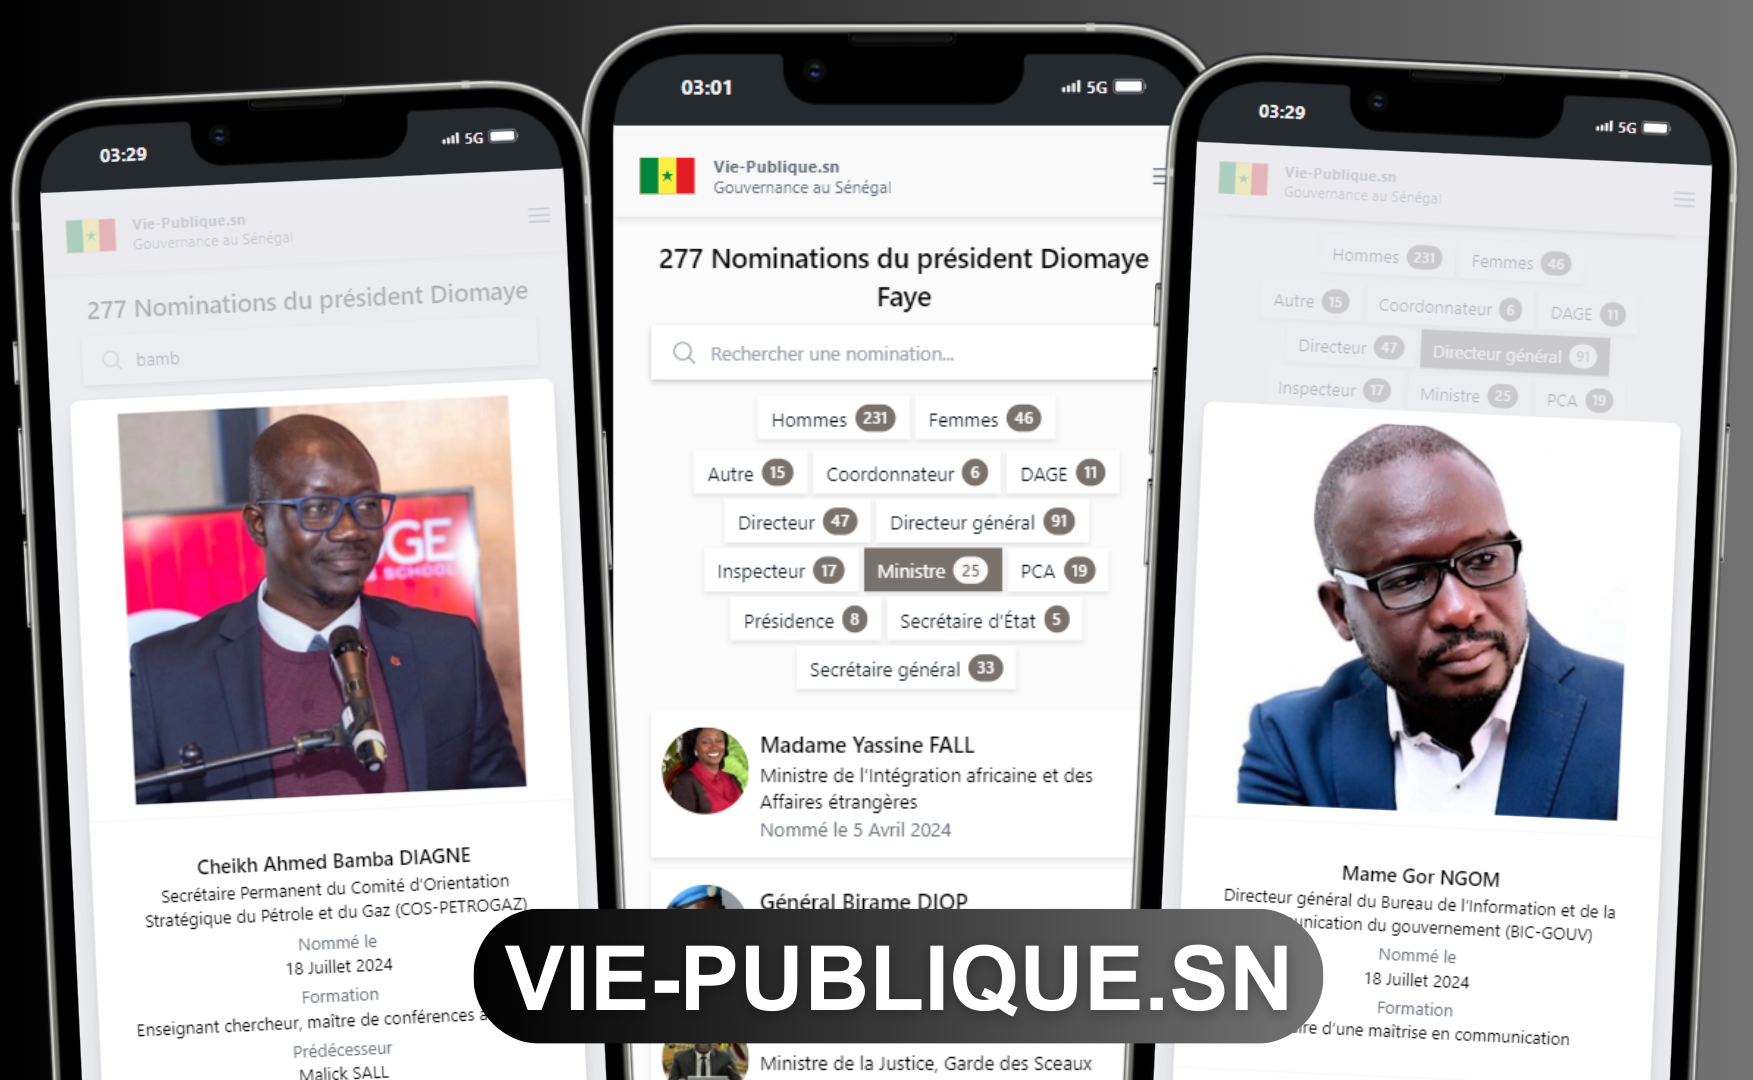 03:29
5G
Vie-Publique.sn
Gouvernance au Sénégal
277 Nominations du président Diomaye
bamb
GE
SCHOOL
Cheikh Ahmed Bamba DIAGNE
Secrétaire Permanent du Comité d'Orientation
Stratégique du Pétrole et du Gaz (COS-PETROGAZ)
Nommé le
18 Juillet 2024
Formation
Enseignant chercheur, maître de conférences
Prédécesseur
Malick SALL
03:01
5G
Vie-Publique.sn
Gouvernance au Sénégal
277 Nominations du président Diomaye
Faye
Rechercher une nomination...
Hommes 231 Femmes 46
Autre 15 Coordonnateur 6 DAGE 11
Directeur 47 Directeur général 91
Inspecteur 17 Ministre 25 PCA 19
Présidence 8 Secrétaire d'État 5
Secrétaire général 33
Madame Yassine FALL
Ministre de l'Intégration africaine et des
Affaires étrangères
Nommé le 5 Avril 2024
Général Birame DIOP
Ministre de la Justice, Garde des Sceaux
03:29
5G
Vie-Publique.sn
Gouvernance au Sénégal
Hommes 231 Femmes 46
Autre 15 Coordonnateur 6 DAGE 11
Directeur 47 Directeur général 91
Inspecteur 17 Ministre 25 PCA 19
Mame Gor NGOM
Directeur général du Bureau de l'Information et de la
unication du gouvernement (BIC-GOUV)
Nommé le
18 Juillet 2024
Formation
ire d'une maîtrise en communication
VIE-PUBLIQUE.SN